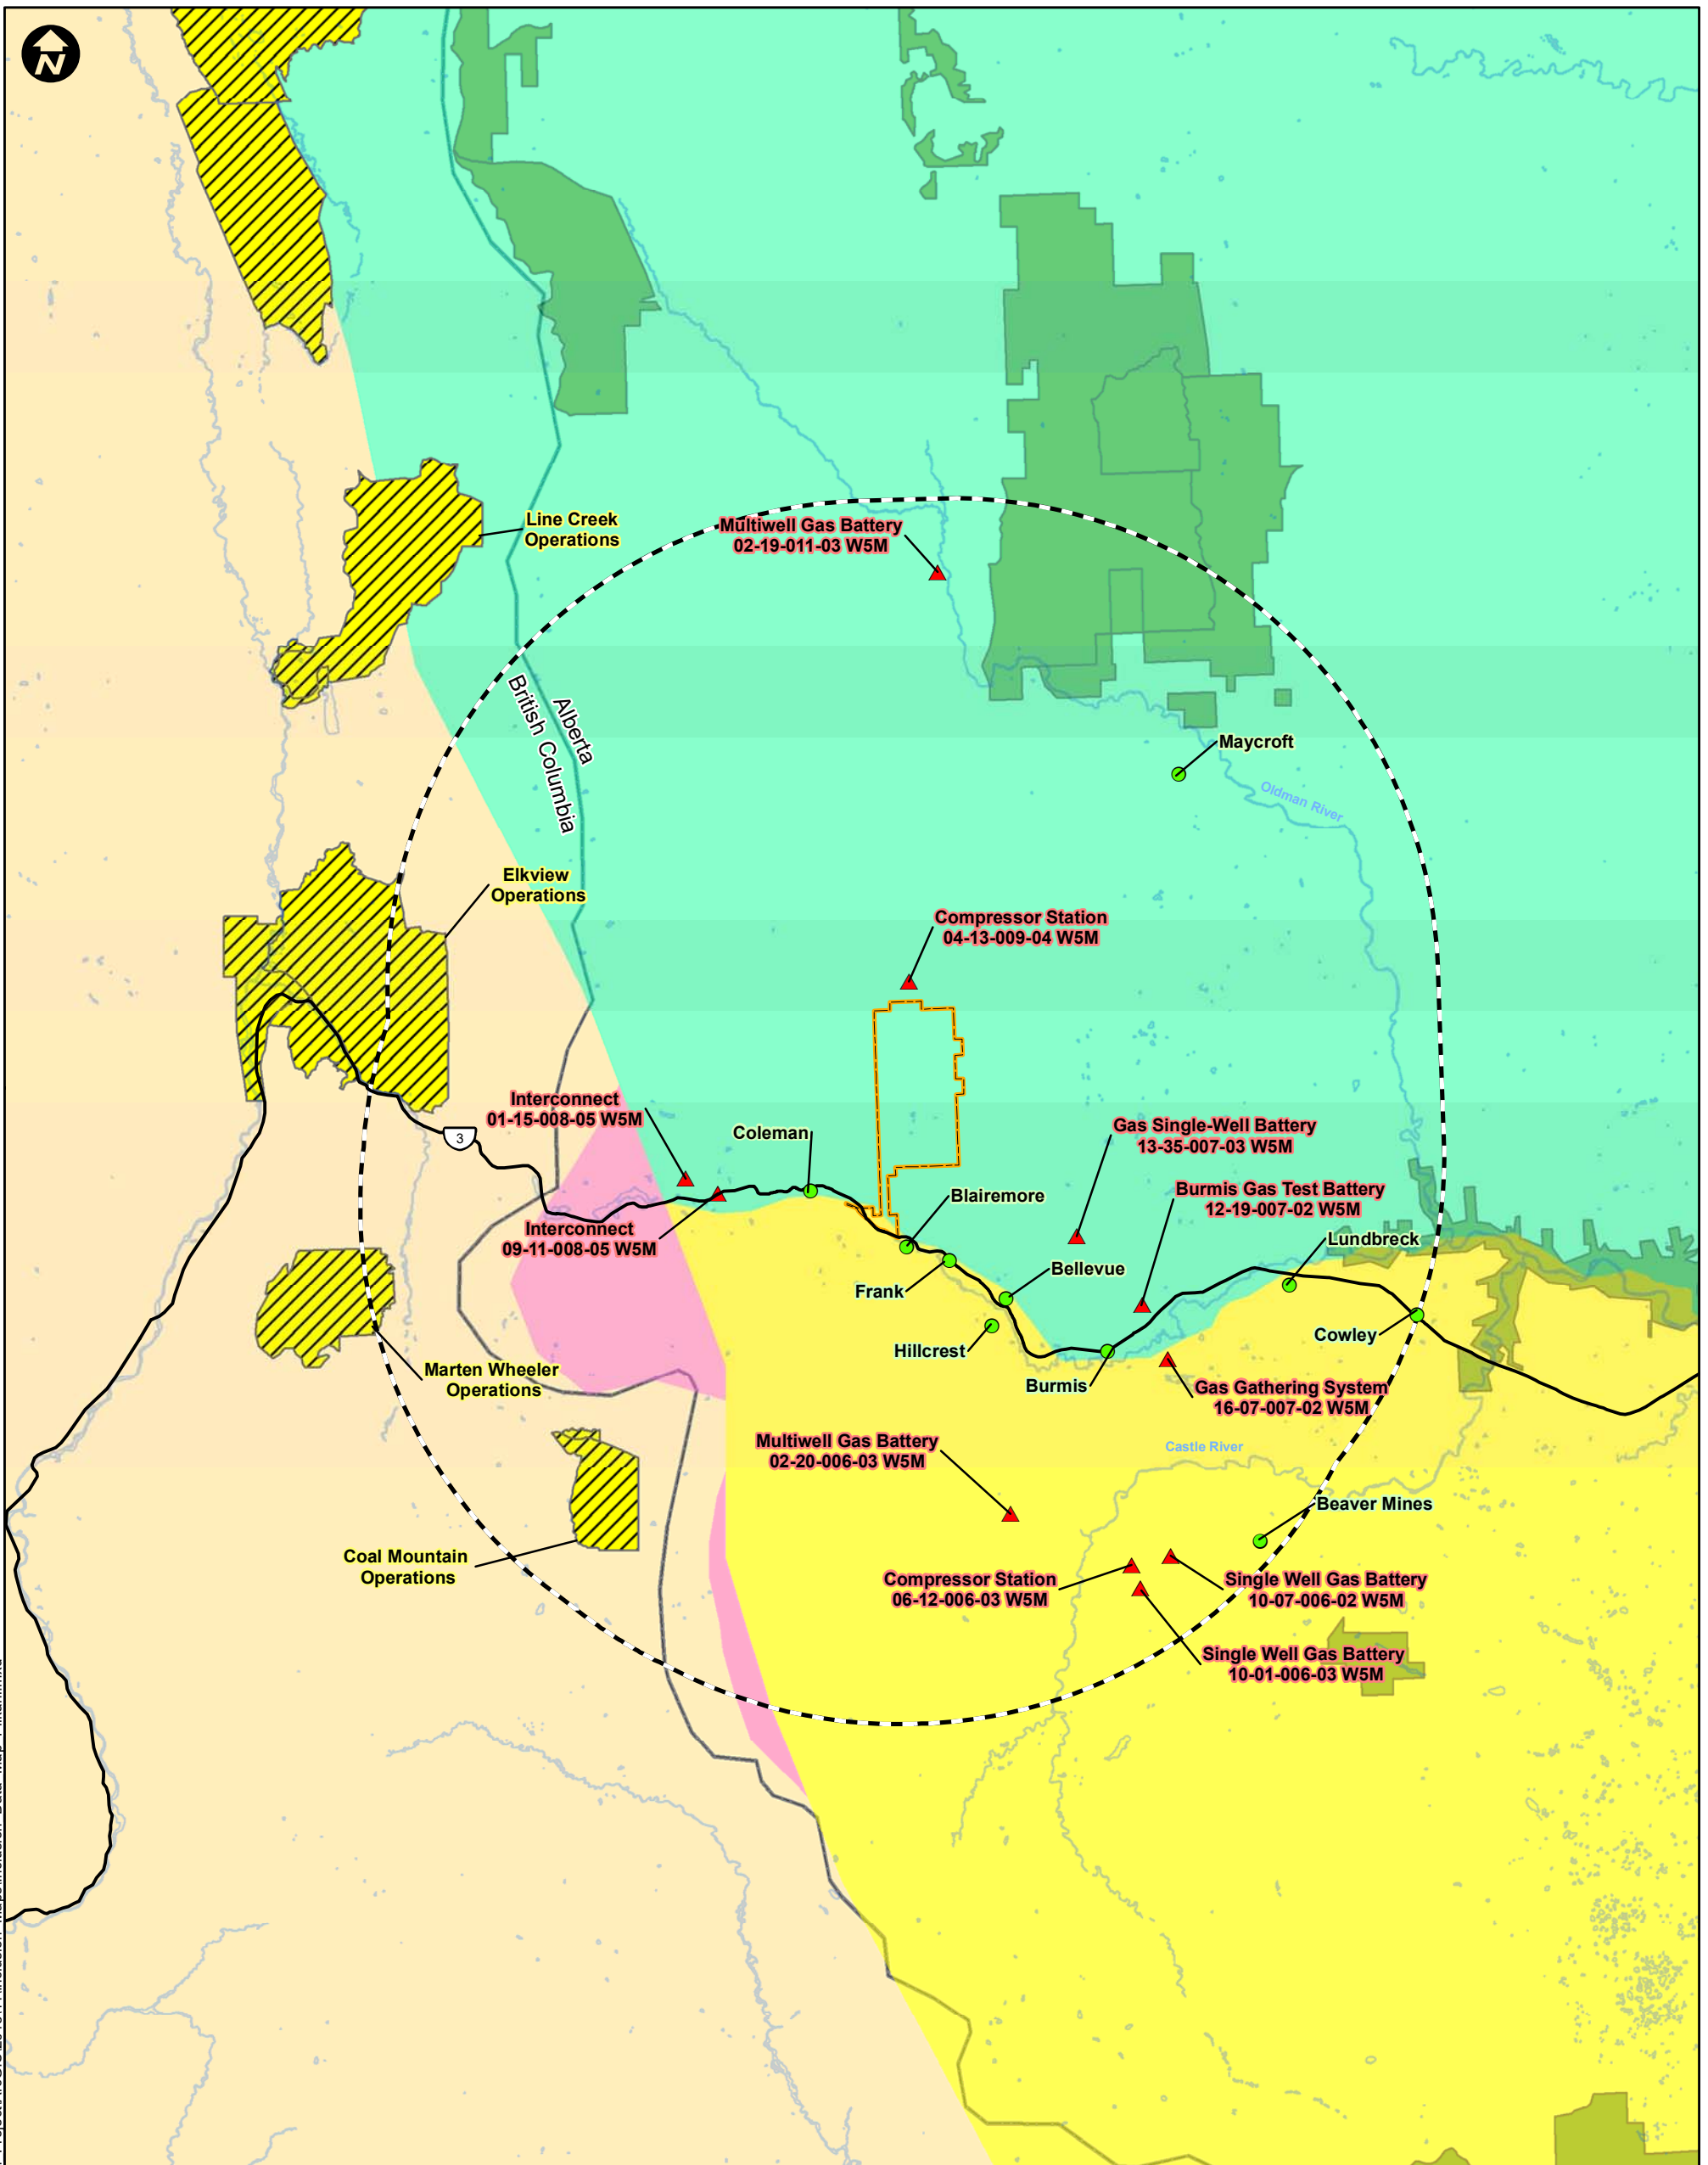 N
Line Creek
Operations
Multiwell Gas Battery
02-19-011-03 W5M
Alberta
British Columbia
Maycroft
Oldman River
Elkview
Operations
Compressor Station
04-13-009-04 W5M
Interconnect
01-15-008-05 W5M
3
Coleman
Gas Single-Well Battery
13-35-007-03 W5M
Blairemore
Burmis Gas Test Battery
12-19-007-02 W5M
Interconnect
09-11-008-05 W5M
Lundbreck
Bellevue
Frank
Cowley
Hillcrest
Marten Wheeler
Operations
Burmis
Gas Gathering System
16-07-007-02 W5M
Multiwell Gas Battery
02-20-006-03 W5M
Castle River
Beaver Mines
Coal Mountain
Operations
Compressor Station
06-12-006-03 W5M
Single Well Gas Battery
10-07-006-02 W5M
Single Well Gas Battery
10-01-006-03 W5M